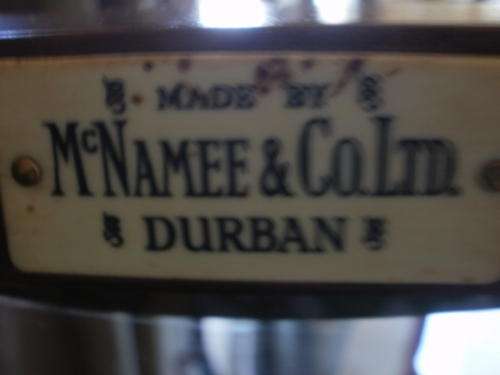 MADE BY
McNAMEE & Co. LTD.
DURBAN